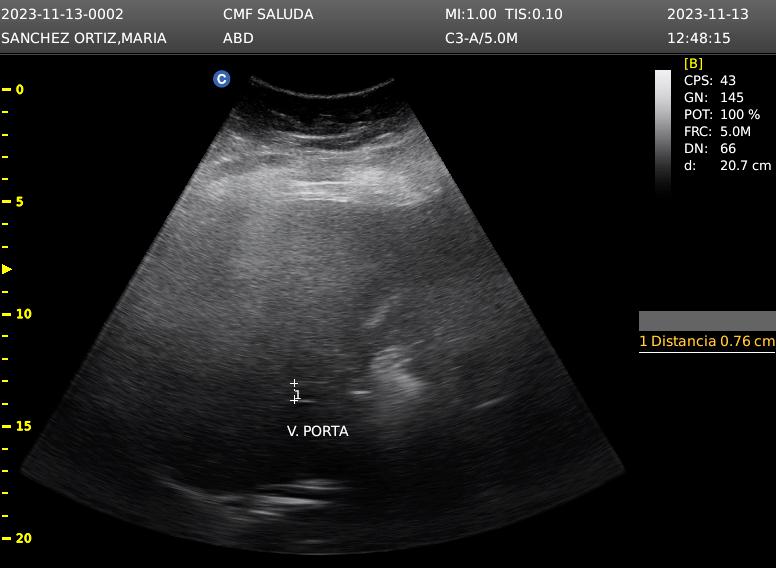 2023-11-13-0002 CMF SALUDA MI:1.00 TIS:0.10 2023-11-13
SANCHEZ ORTIZ,MARIA ABD C3-A/5.0M 12:48:15
C
[B]
CPS: 43
GN: 145
POT: 100 %
FRC: 5.0M
DN: 66
d: 20.7 cm
0
5
10
15
20
1 Distancia 0.76 cm
1
V. PORTA